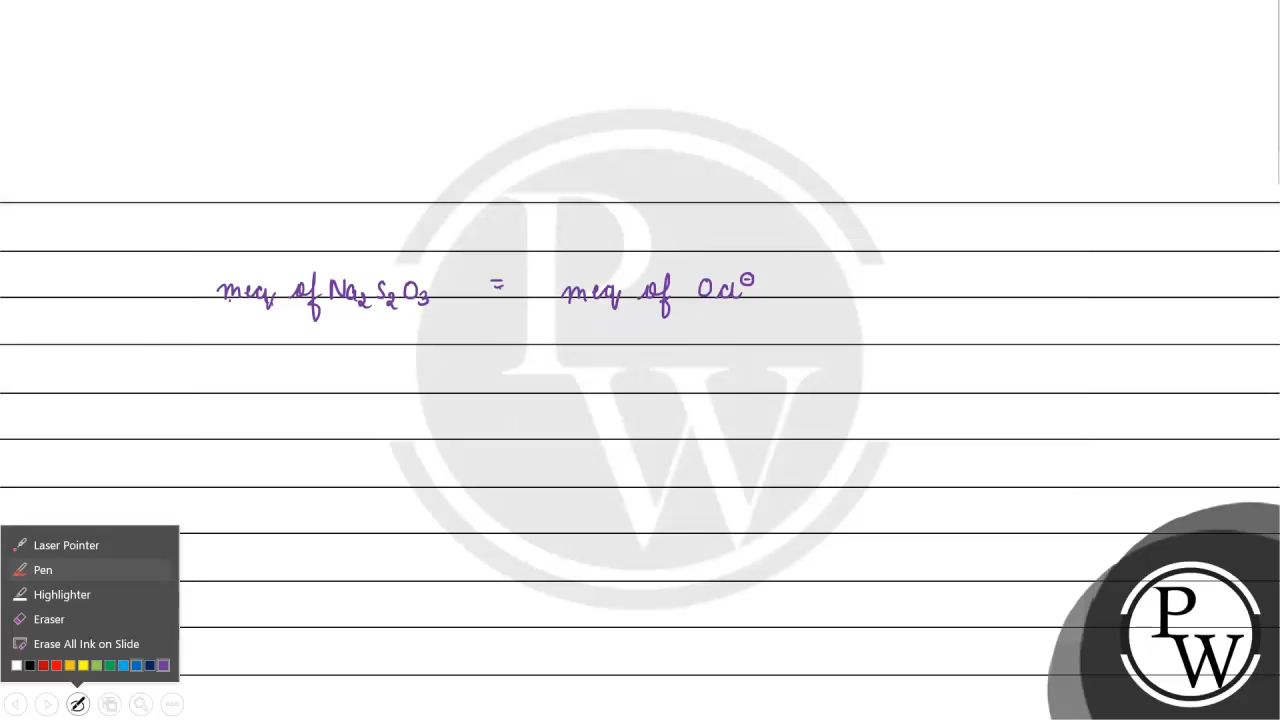 meq of Na₂S₂O₃ = meq of OCl⊖
Laser Pointer
Pen
Highlighter
Eraser
Erase All Ink on Slide
P
W
P
W